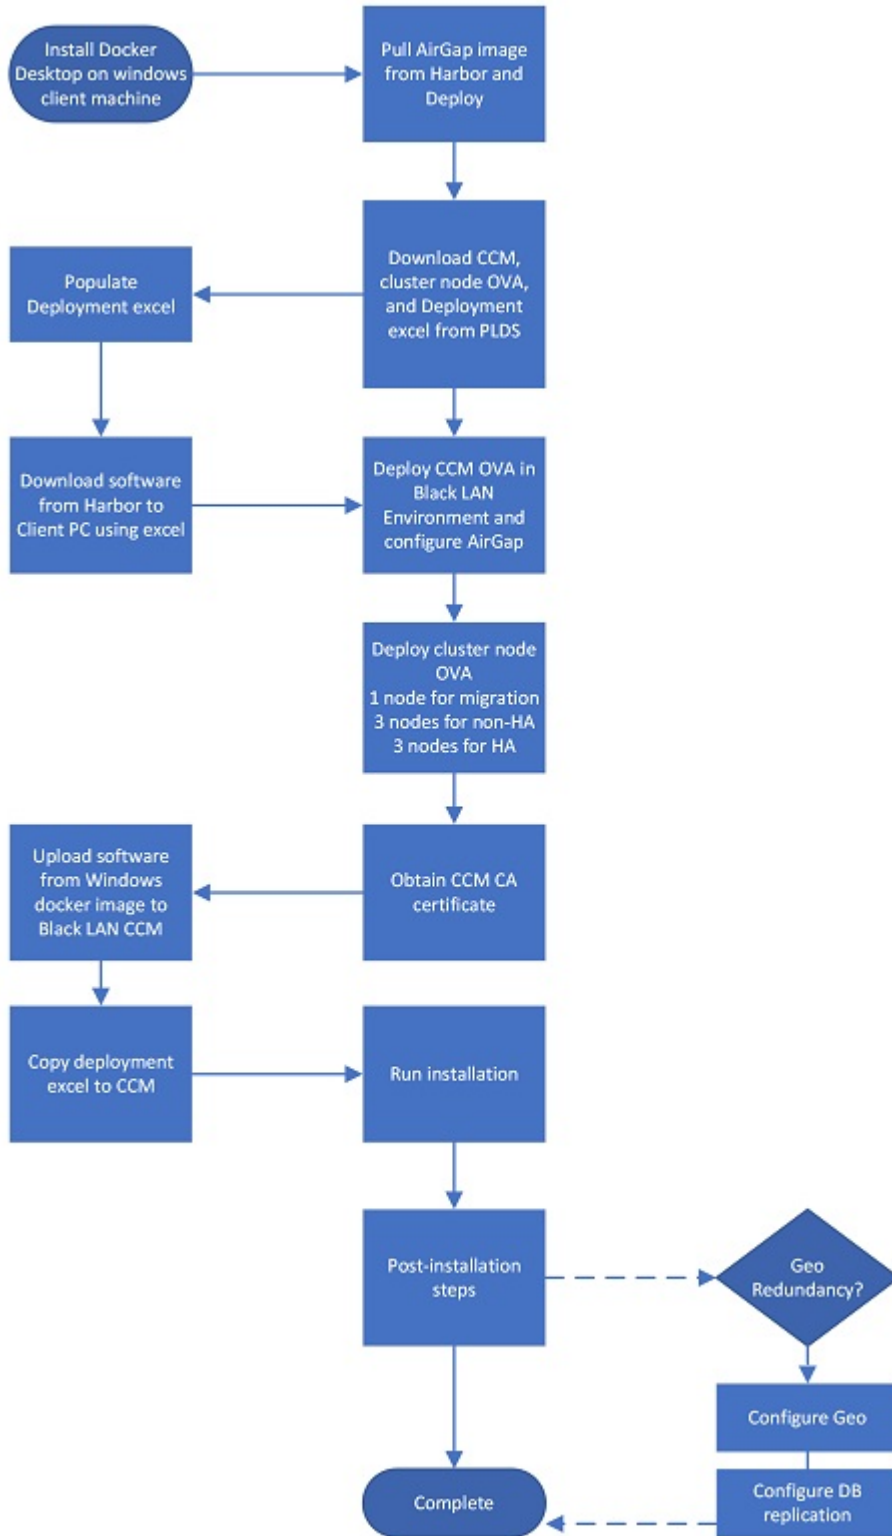 Install Docker
Desktop on windows
client machine
Pull AirGap image
from Harbor and
Deploy
Download CCM,
cluster node OVA,
and Deployment
excel from PLDS
Populate
Deployment excel
Download software
from Harbor to
Client PC using excel
Deploy CCM OVA in
Black LAN
Environment and
configure AirGap
Deploy cluster node
OVA
1 node for migration
3 nodes for non-HA
3 nodes for HA
Obtain CCM CA
certificate
Upload software
from Windows
docker image to
Black LAN CCM
Copy deployment
excel to CCM
Run installation
Post-installation
steps
Geo
Redundancy?
Configure Geo
Configure DB
replication
Complete